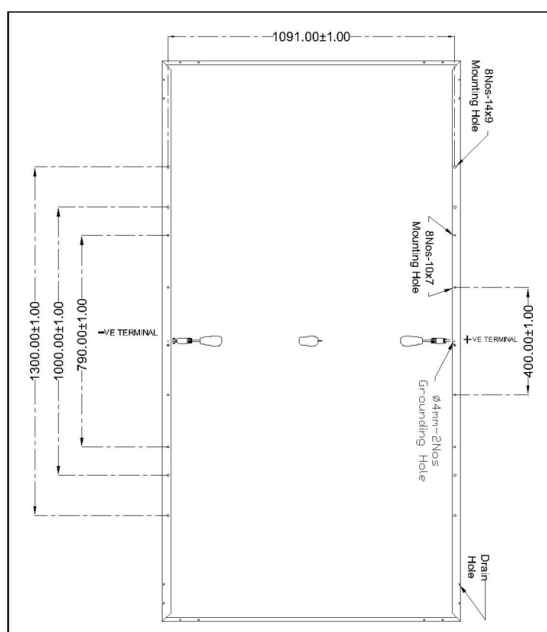 1091.00±1.00
8Nos-14x9
Mounting Hole
8Nos-10x7
Mounting Hole
1300.00±1.00
1000.00±1.00
790.00±1.00
-VE TERMINAL
+VE TERMINAL
400.00±1.00
Ø4mm-2Nos
Grounding Hole
Drain
Hole